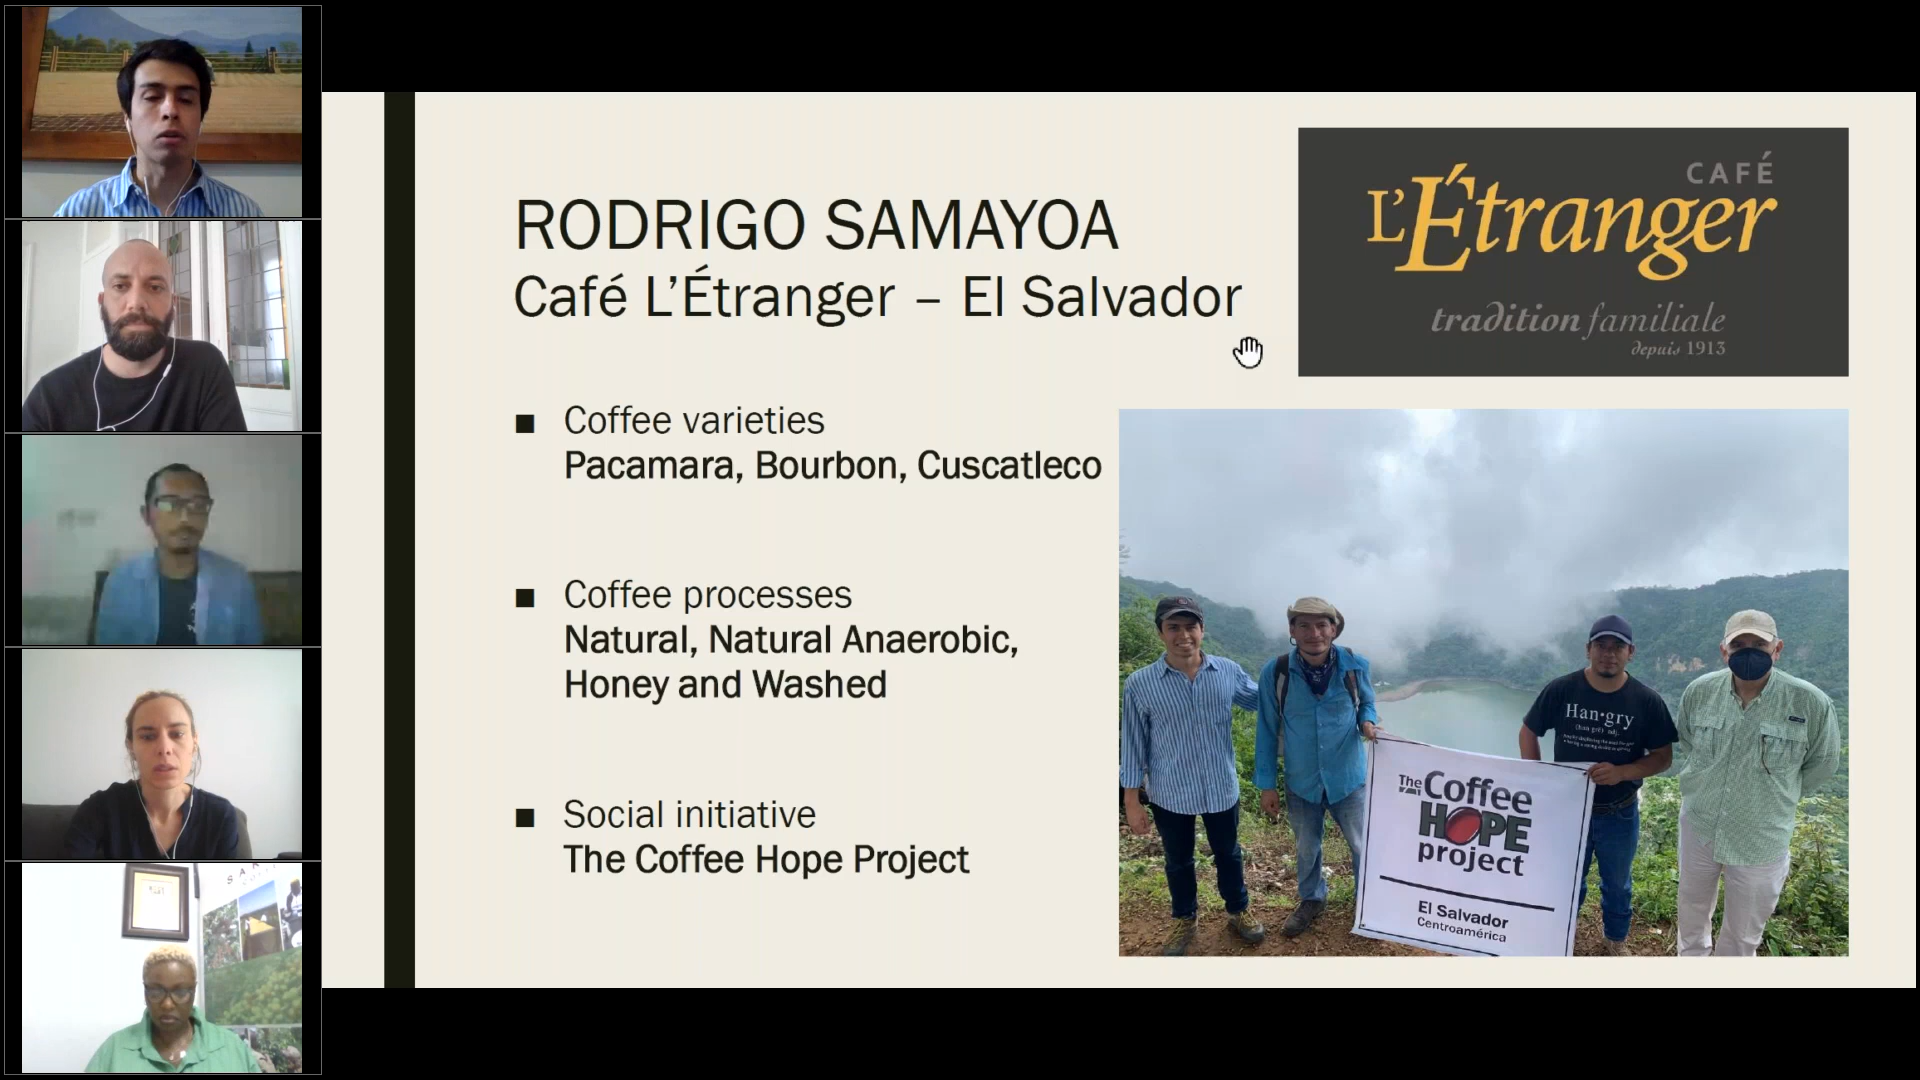 RODRIGO SAMAYOA
Café L’Étranger – El Salvador
CAFÉ
L’Étranger
tradition familiale
depuis 1913
■ Coffee varieties
Pacamara, Bourbon, Cuscatleco
■ Coffee processes
Natural, Natural Anaerobic,
Honey and Washed
■ Social initiative
The Coffee Hope Project
Han•gry
The Coffee
HOPE
project
El Salvador
Centroamérica